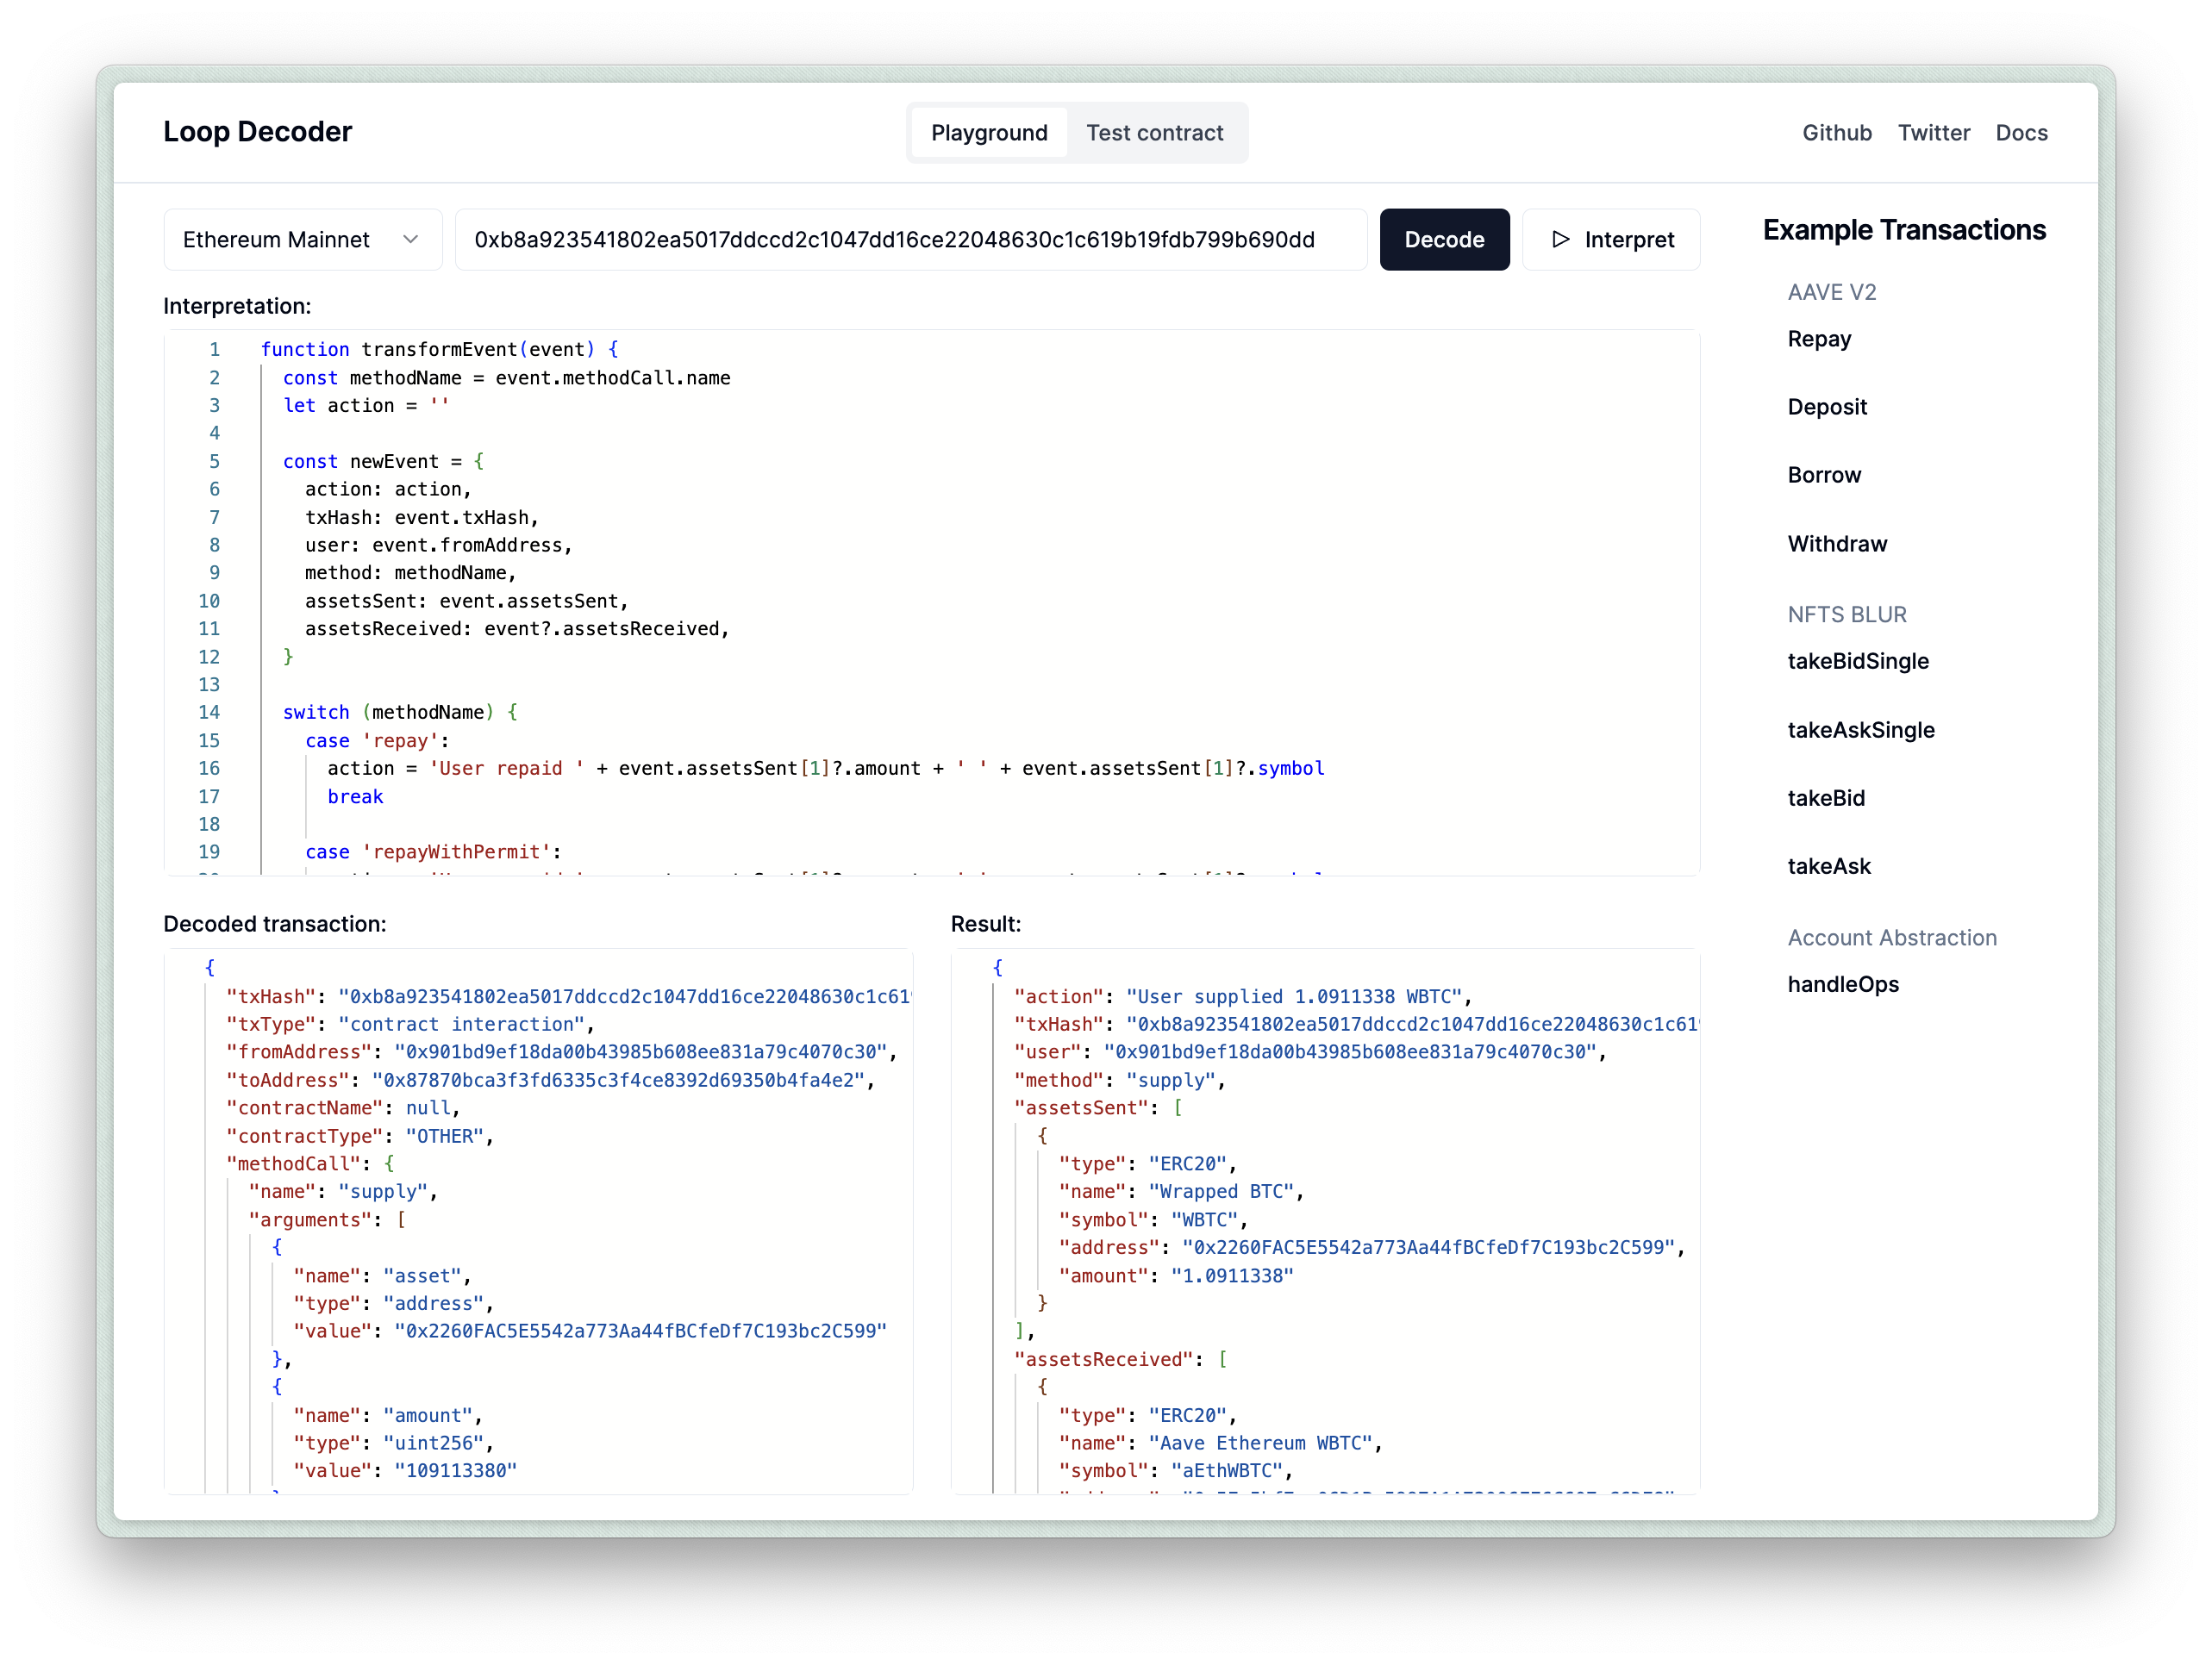 Loop Decoder
Playground
Test contract
Github
Twitter
Docs
Ethereum Mainnet
0xb8a923541802ea5017ddccd2c1047dd16ce22048630c1c619b19fdb799b690dd
Decode
Interpret
Interpretation:
1 function transformEvent(event) {
2 const methodName = event.methodCall.name
3 let action = ''
4
5 const newEvent = {
6 action: action,
7 txHash: event.txHash,
8 user: event.fromAddress,
9 method: methodName,
10 assetsSent: event.assetsSent,
11 assetsReceived: event?.assetsReceived,
12 }
13
14 switch (methodName) {
15 case 'repay':
16 action = 'User repaid ' + event.assetsSent[1]?.amount + ' ' + event.assetsSent[1]?.symbol
17 break
18
19 case 'repayWithPermit':
Decoded transaction:
{
"txHash": "0xb8a923541802ea5017ddccd2c1047dd16ce22048630c1c61
"txType": "contract interaction",
"fromAddress": "0x901bd9ef18da00b43985b608ee831a79c4070c30",
"toAddress": "0x87870bca3f3fd6335c3f4ce8392d69350b4fa4e2",
"contractName": null,
"contractType": "OTHER",
"methodCall": {
"name": "supply",
"arguments": [
{
"name": "asset",
"type": "address",
"value": "0x2260FAC5E5542a773Aa44fBCfeDf7C193bc2C599"
},
{
"name": "amount",
"type": "uint256",
"value": "109113380"
Result:
{
"action": "User supplied 1.0911338 WBTC",
"txHash": "0xb8a923541802ea5017ddccd2c1047dd16ce22048630c1c61
"user": "0x901bd9ef18da00b43985b608ee831a79c4070c30",
"method": "supply",
"assetsSent": [
{
"type": "ERC20",
"name": "Wrapped BTC",
"symbol": "WBTC",
"address": "0x2260FAC5E5542a773Aa44fBCfeDf7C193bc2C599",
"amount": "1.0911338"
}
],
"assetsReceived": [
{
"type": "ERC20",
"name": "Aave Ethereum WBTC",
"symbol": "aEthWBTC",
Example Transactions
AAVE V2
Repay
Deposit
Borrow
Withdraw
NFTS BLUR
takeBidSingle
takeAskSingle
takeBid
takeAsk
Account Abstraction
handleOps